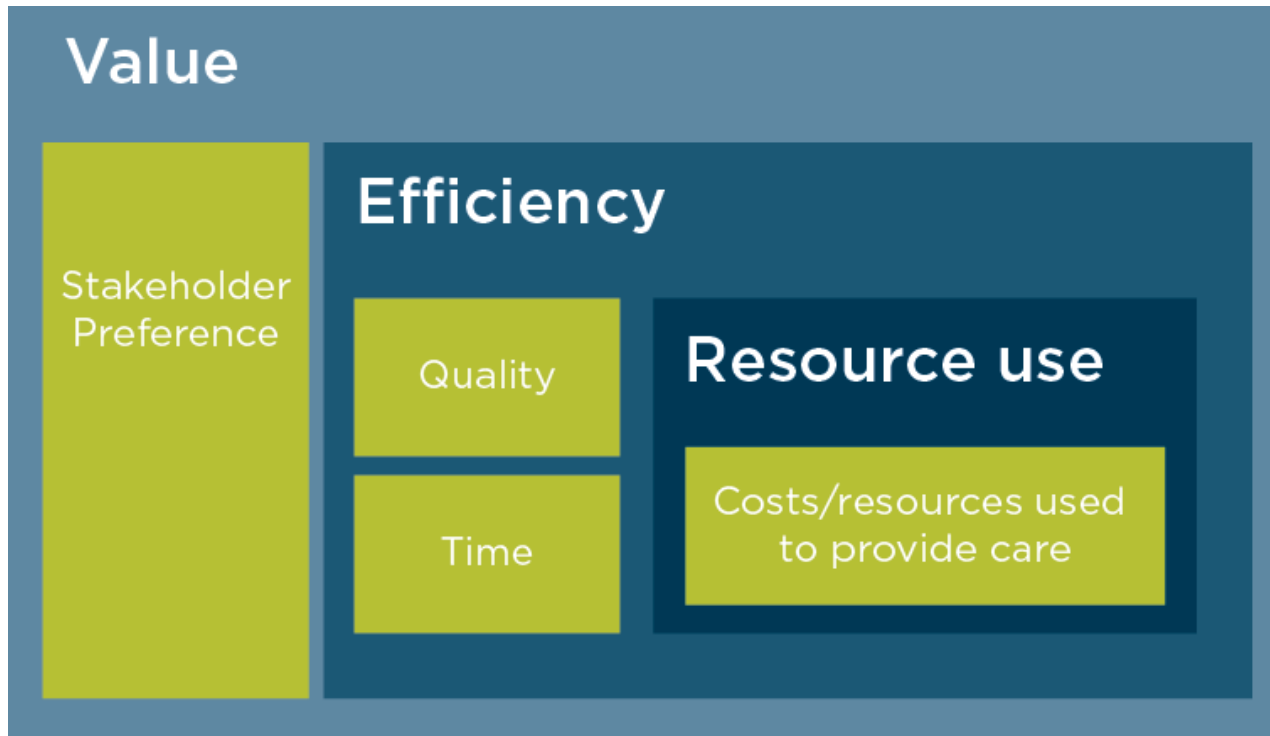 Value
Stakeholder
Preference
Efficiency
Quality
Time
Resource use
Costs/resources used
to provide care